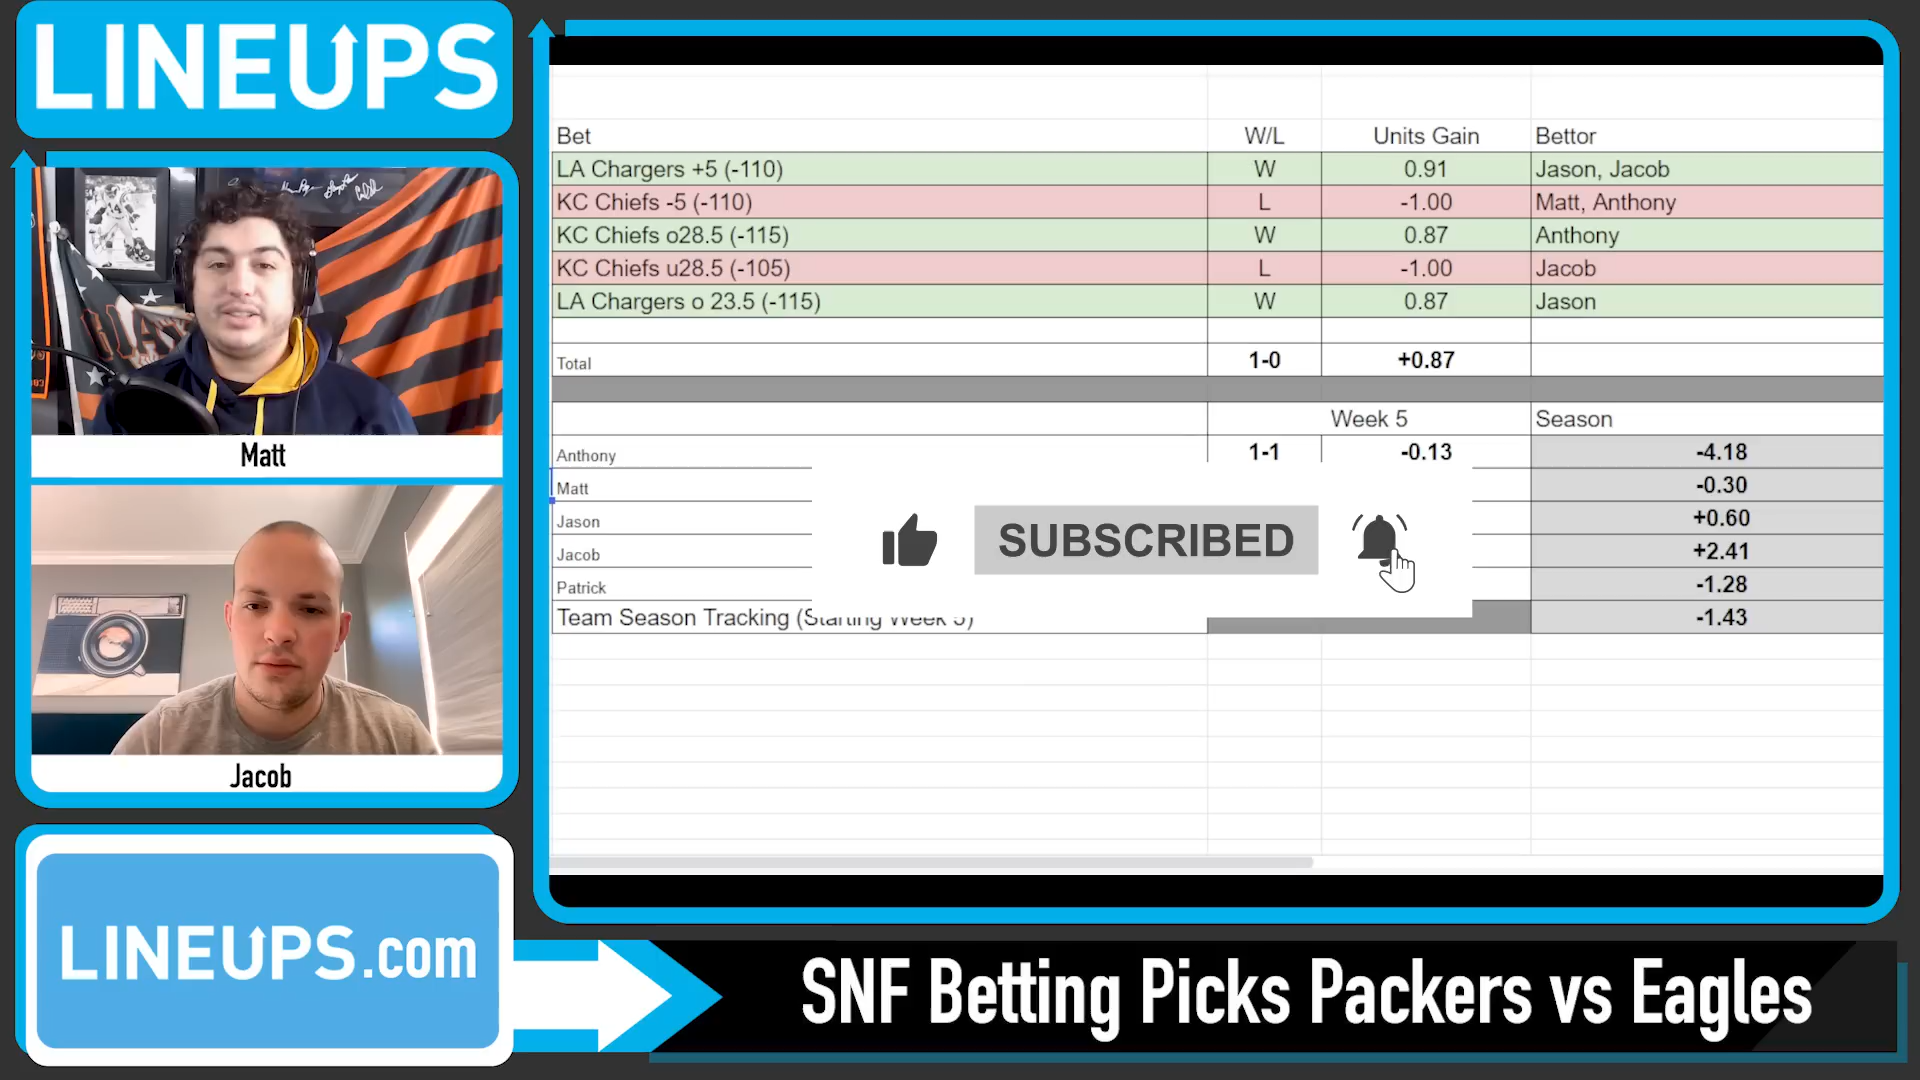 LINEUPS
Matt
Jacob
LINEUPS.com
Bet W/L Units Gain Bettor
LA Chargers +5 (-110) W 0.91 Jason, Jacob
KC Chiefs -5 (-110) L -1.00 Matt, Anthony
KC Chiefs o28.5 (-115) W 0.87 Anthony
KC Chiefs u28.5 (-105) L -1.00 Jacob
LA Chargers o 23.5 (-115) W 0.87 Jason
Total 1-0 +0.87
Week 5 Season
Anthony 1-1 -0.13 -4.18
Matt -0.30
Jason +0.60
Jacob +2.41
Patrick -1.28
Team Season Tracking (Starting Week 5) -1.43
SUBSCRIBED
SNF Betting Picks Packers vs Eagles